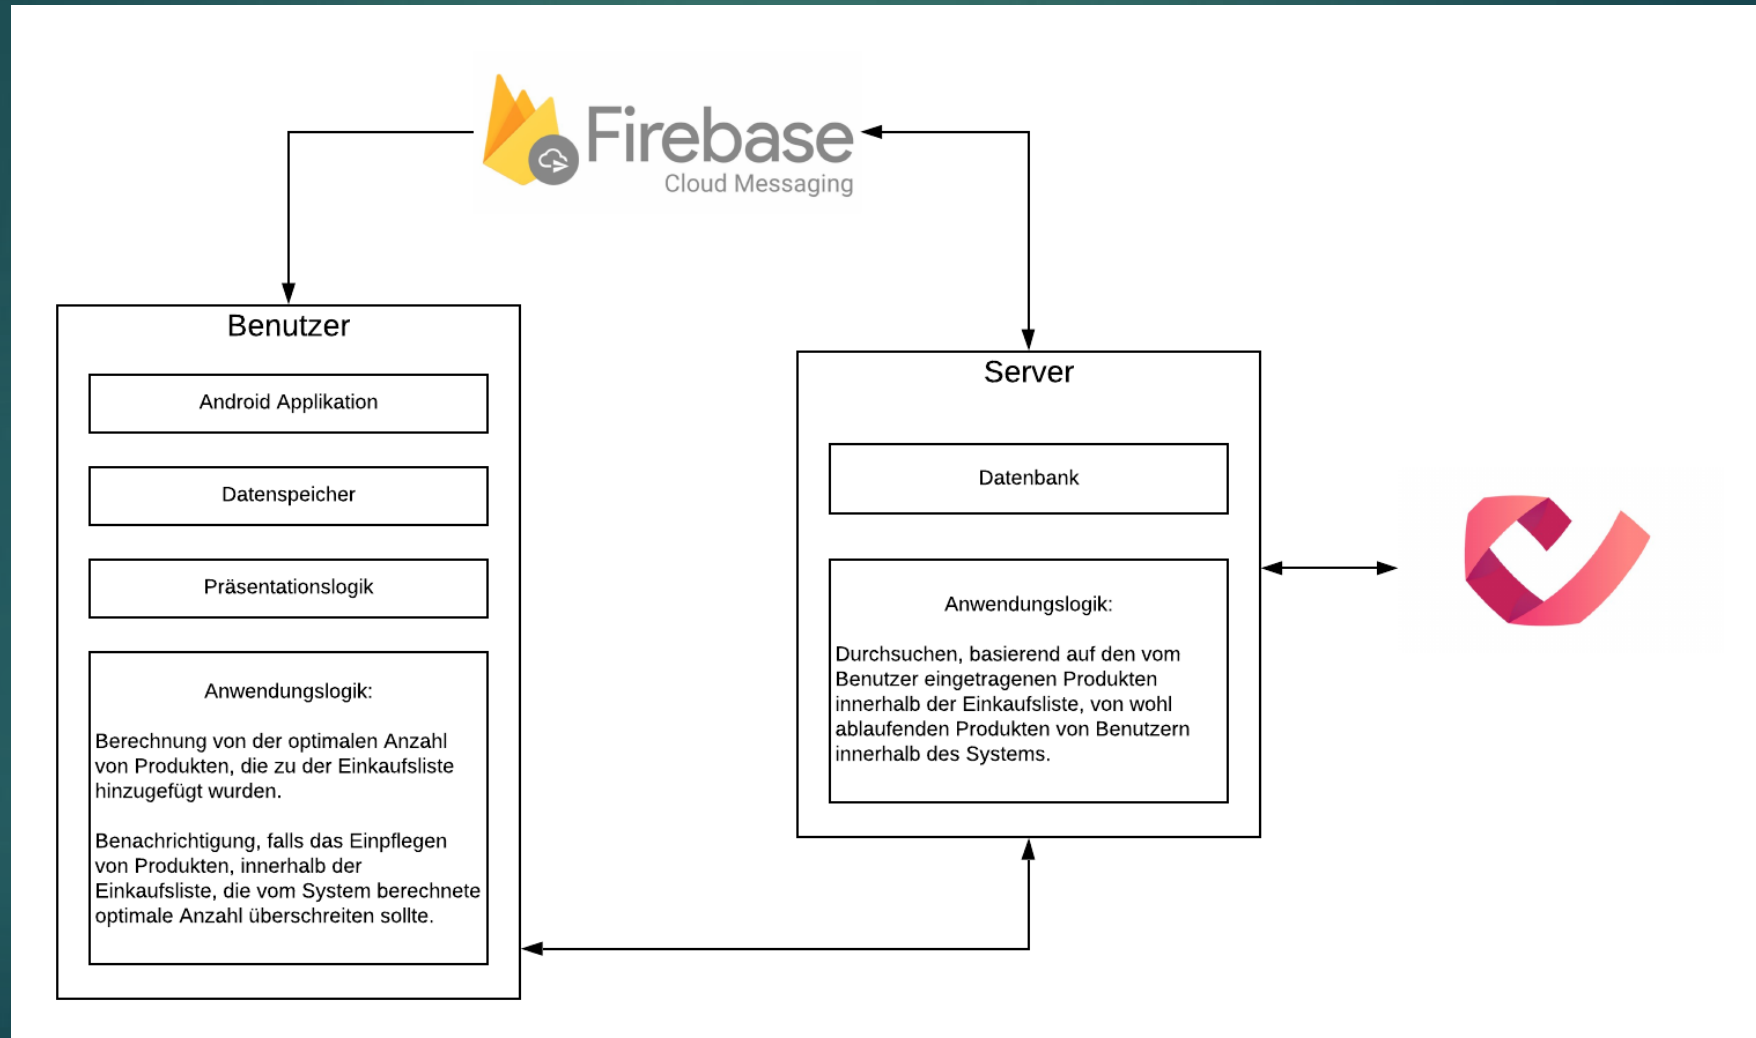 Firebase
Cloud Messaging
Benutzer
Android Applikation
Datenspeicher
Präsentationslogik
Anwendungslogik:
Berechnung von der optimalen Anzahl
von Produkten, die zu der Einkaufsliste
hinzugefügt wurden.
Benachrichtigung, falls das Einpflegen
von Produkten, innerhalb der
Einkaufsliste, die vom System berechnete
optimale Anzahl überschreiten sollte.
Server
Datenbank
Anwendungslogik:
Durchsuchen, basierend auf den vom
Benutzer eingetragenen Produkten
innerhalb der Einkaufsliste, von wohl
ablaufenden Produkten von Benutzern
innerhalb des Systems.